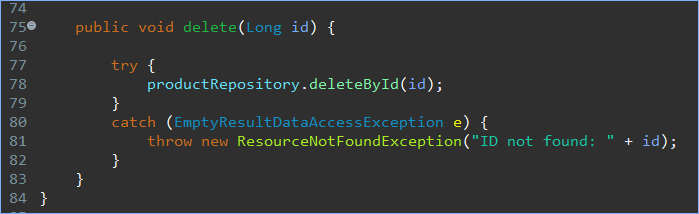 74
75 public void delete(Long id) {
76
77 try {
78 productRepository.deleteById(id);
79 }
80 catch (EmptyResultDataAccessException e) {
81 throw new ResourceNotFoundException("ID not found: " + id);
82 }
83 }
84 }